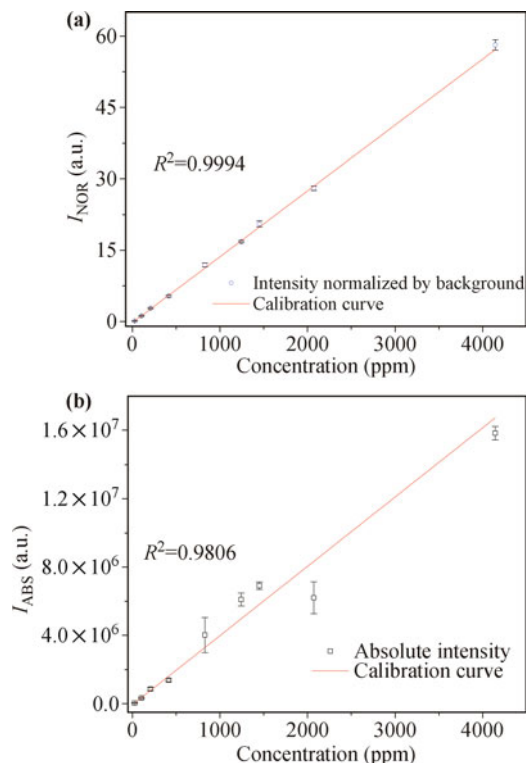 (a)
60
45
30
15
0
I_NOR (a.u.)
R²=0.9994
Intensity normalized by background
Calibration curve
0 1000 2000 3000 4000
Concentration (ppm)
(b)
1.6×10⁷
1.2×10⁷
8.0×10⁶
4.0×10⁶
0.0
I_ABS (a.u.)
R²=0.9806
Absolute intensity
Calibration curve
0 1000 2000 3000 4000
Concentration (ppm)